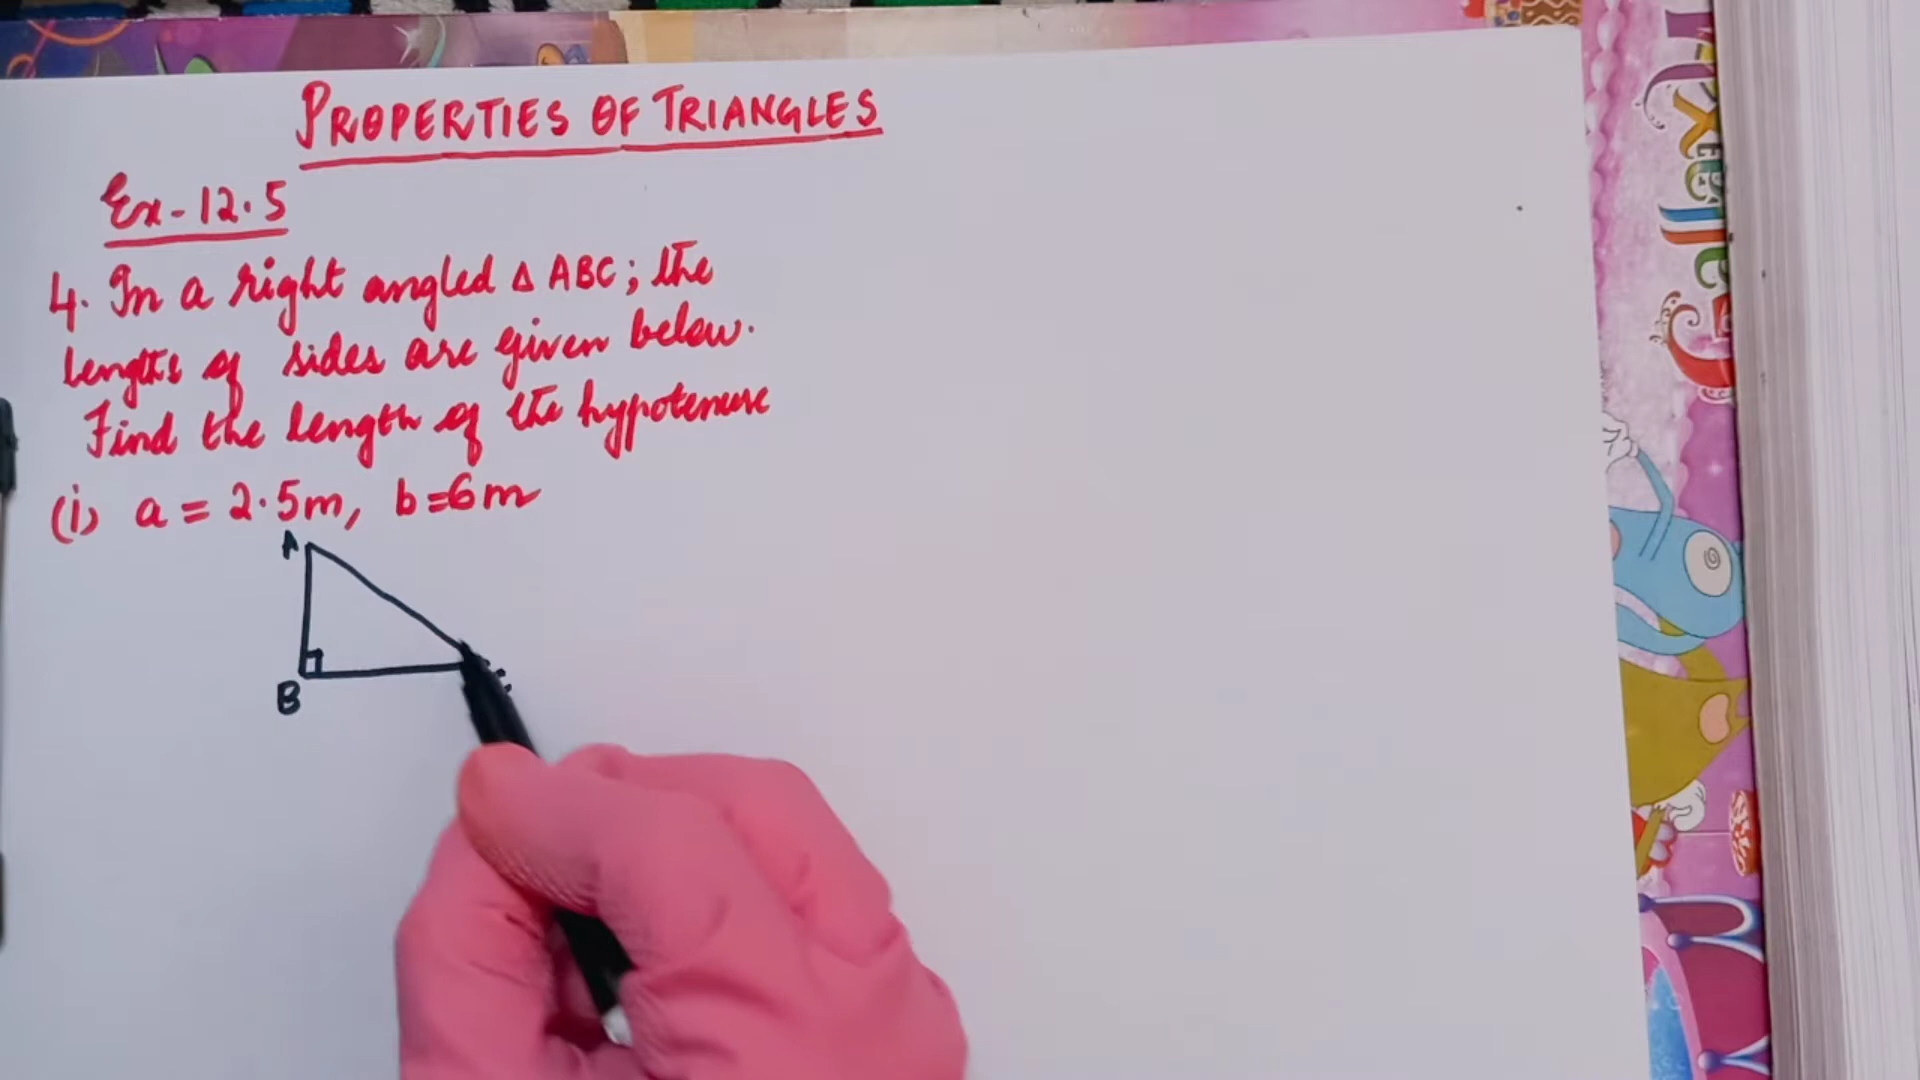 PROPERTIES OF TRIANGLES
Ex-12.5
4. In a right angled Δ ABC; the
lengths of sides are given below.
Find the length of the hypotenuse
(i) a = 2.5m, b=6m
A
B